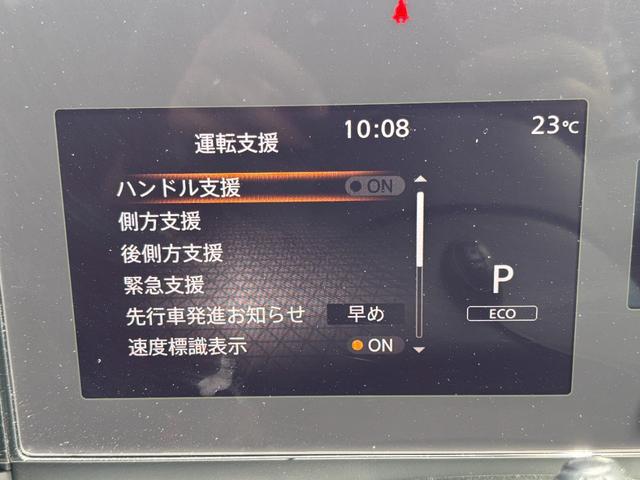 10:08
23℃
運転支援
ハンドル支援 ON
側方支援
後側方支援
緊急支援
先行車発進お知らせ 早め
速度標識表示 ON
P
ECO